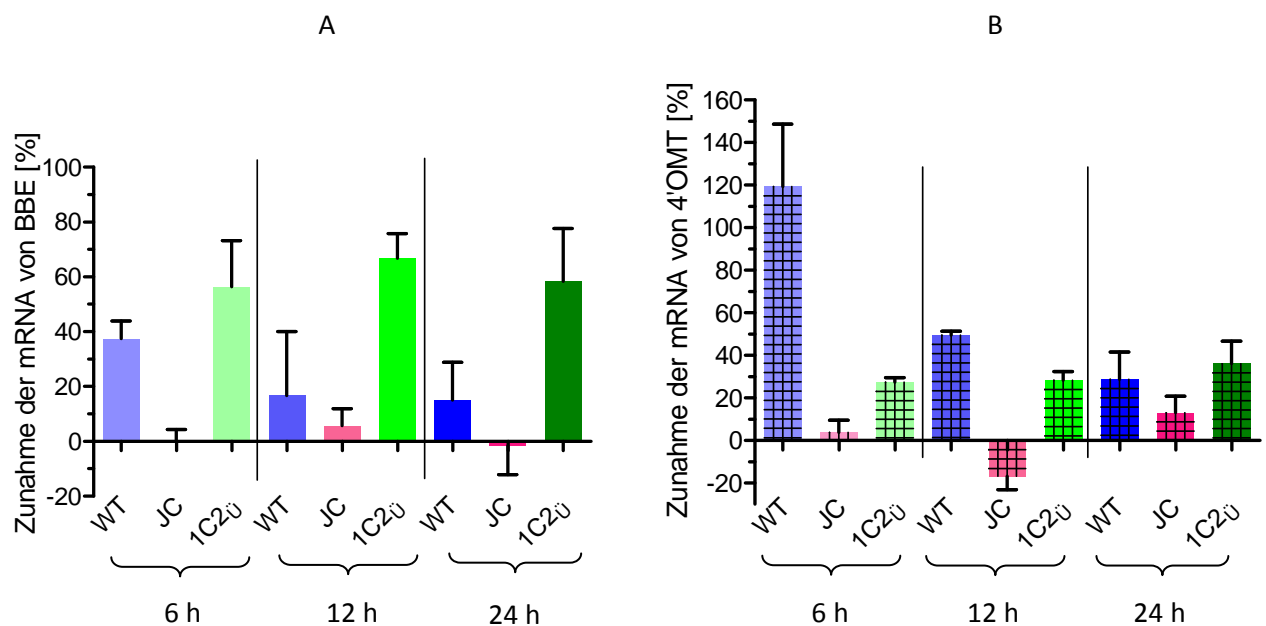 A
Zunahme der mRNA von BBE [%]
100
80
60
40
20
0
-20
WT
JC
1C2Ü
WT
JC
1C2Ü
WT
JC
1C2Ü
6 h
12 h
24 h
B
Zunahme der mRNA von 4'OMT [%]
160
140
120
100
80
60
40
20
0
-20
WT
JC
1C2Ü
WT
JC
1C2Ü
WT
JC
1C2Ü
6 h
12 h
24 h